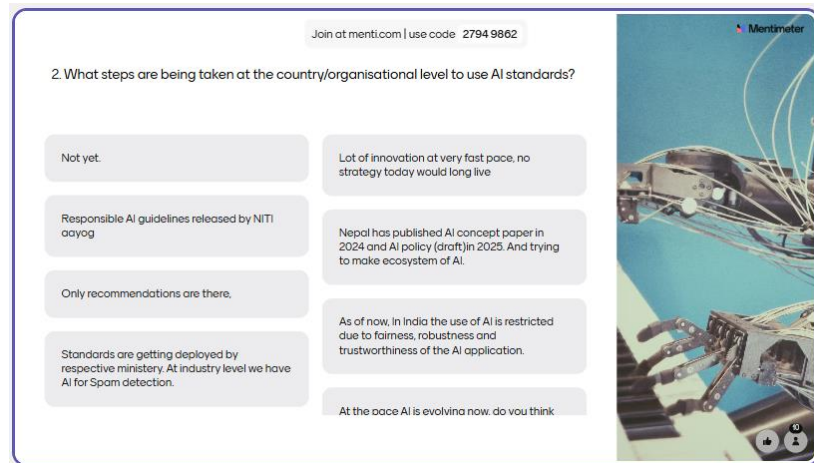 Join at menti.com | use code 2794 9862
Mentimeter
2. What steps are being taken at the country/organisational level to use AI standards?
Not yet.
Responsible AI guidelines released by NITI
aayog
Only recommendations are there,
Standards are getting deployed by
respective ministery. At industry level we have
AI for Spam detection.
Lot of innovation at very fast pace, no
strategy today would long live
Nepal has published AI concept paper in
2024 and AI policy (draft)in 2025. And trying
to make ecosystem of AI.
As of now, In India the use of AI is restricted
due to fairness, robustness and
trustworthiness of the AI application.
At the pace AI is evolving now, do you think
10